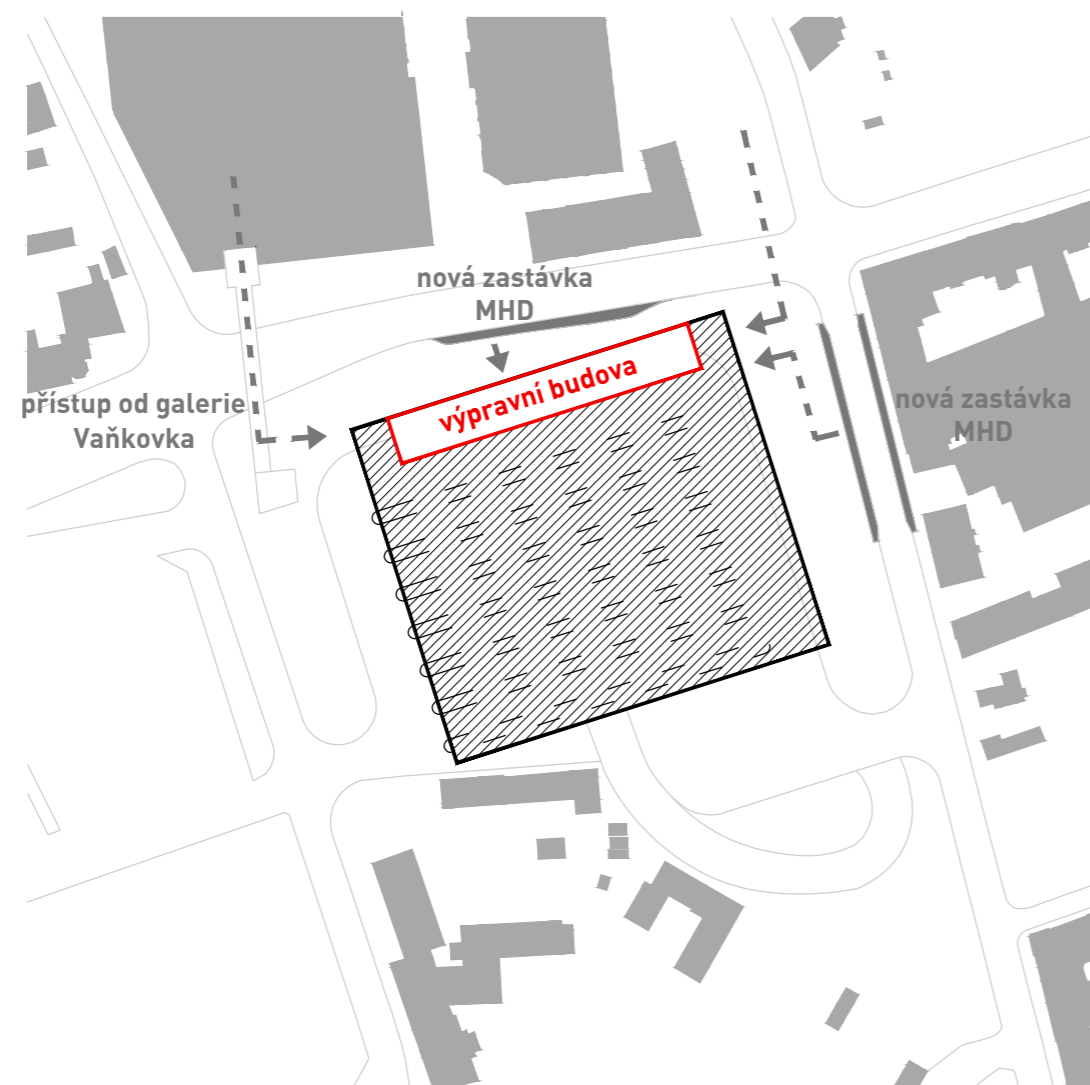 nová zastávka
MHD
výpravní budova
přístup od galerie
Vaňkovka
nová zastávka
MHD